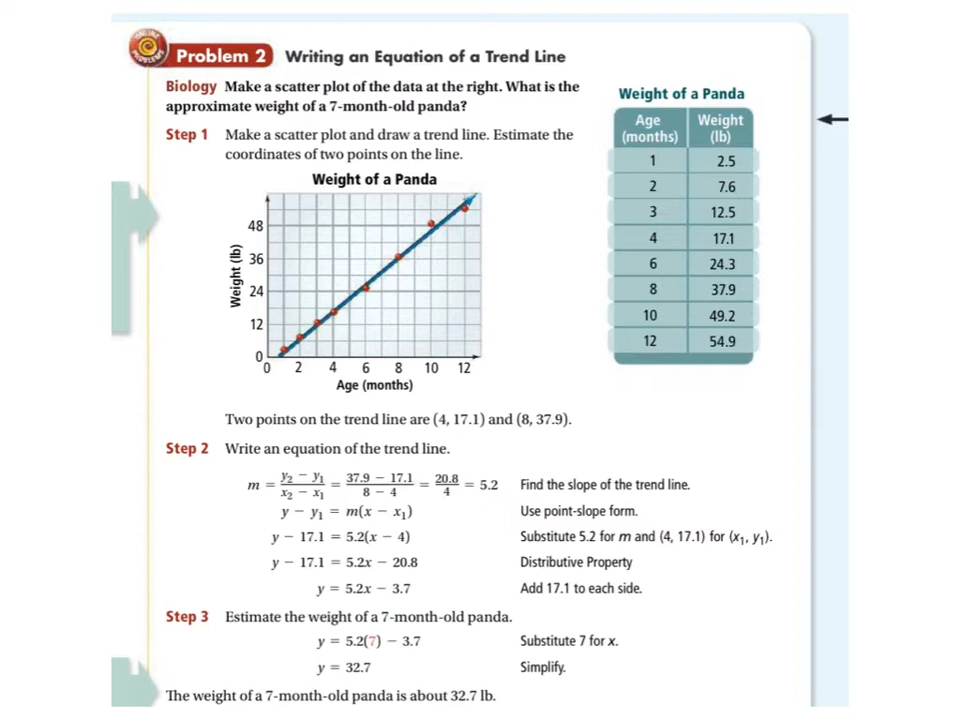 ONLINE
PROBLEMS
Problem 2 Writing an Equation of a Trend Line
Biology Make a scatter plot of the data at the right. What is the
approximate weight of a 7-month-old panda?
Step 1 Make a scatter plot and draw a trend line. Estimate the
coordinates of two points on the line.
Weight of a Panda
Weight (lb)
48
36
24
12
0
0 2 4 6 8 10 12
Age (months)
Weight of a Panda
Age (months) Weight (lb)
1 2.5
2 7.6
3 12.5
4 17.1
6 24.3
8 37.9
10 49.2
12 54.9
Two points on the trend line are (4, 17.1) and (8, 37.9).
Step 2 Write an equation of the trend line.
m = y₂ − y₁ / x₂ − x₁ = 37.9 − 17.1 / 8 − 4 = 20.8 / 4 = 5.2 Find the slope of the trend line.
y − y₁ = m(x − x₁) Use point-slope form.
y − 17.1 = 5.2(x − 4) Substitute 5.2 for m and (4, 17.1) for (x₁, y₁).
y − 17.1 = 5.2x − 20.8 Distributive Property
y = 5.2x − 3.7 Add 17.1 to each side.
Step 3 Estimate the weight of a 7-month-old panda.
y = 5.2(7) − 3.7 Substitute 7 for x.
y = 32.7 Simplify.
The weight of a 7-month-old panda is about 32.7 lb.